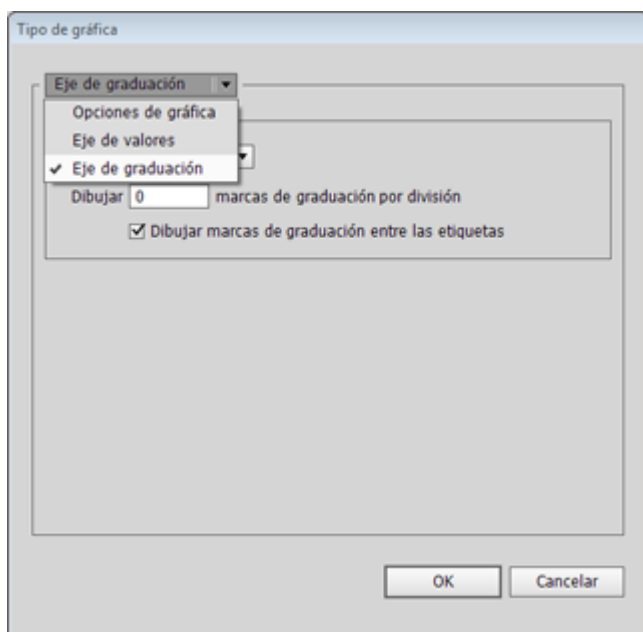 Tipo de gráfica
Eje de graduación
Opciones de gráfica
Eje de valores
Eje de graduación
Dibujar 0 marcas de graduación por división
Dibujar marcas de graduación entre las etiquetas
OK Cancelar